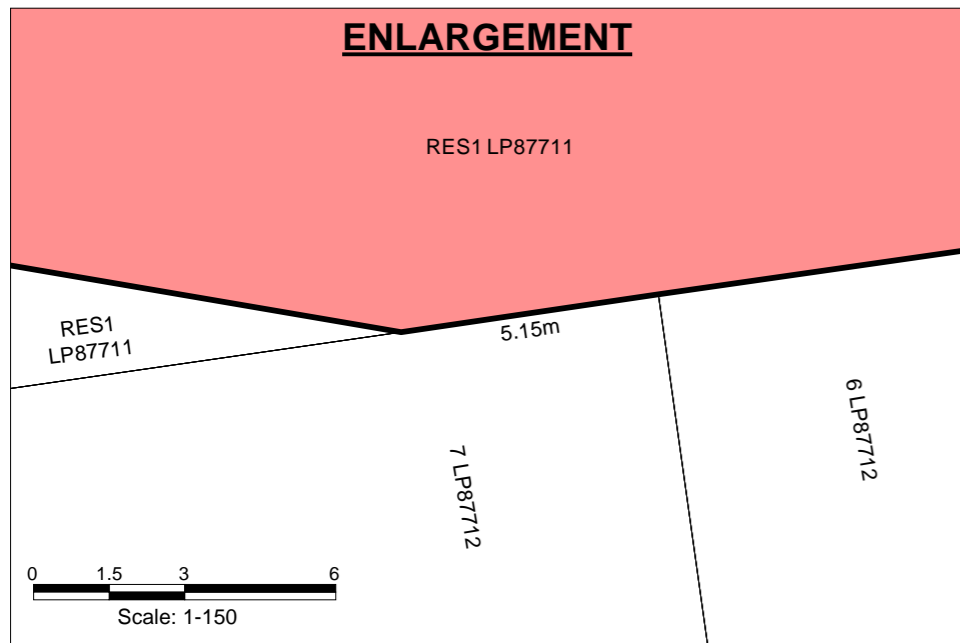 ENLARGEMENT
RES1 LP87711
RES1
LP87711
5.15m
6 LP87712
7 LP87712
0 1.5 3 6
Scale: 1-150